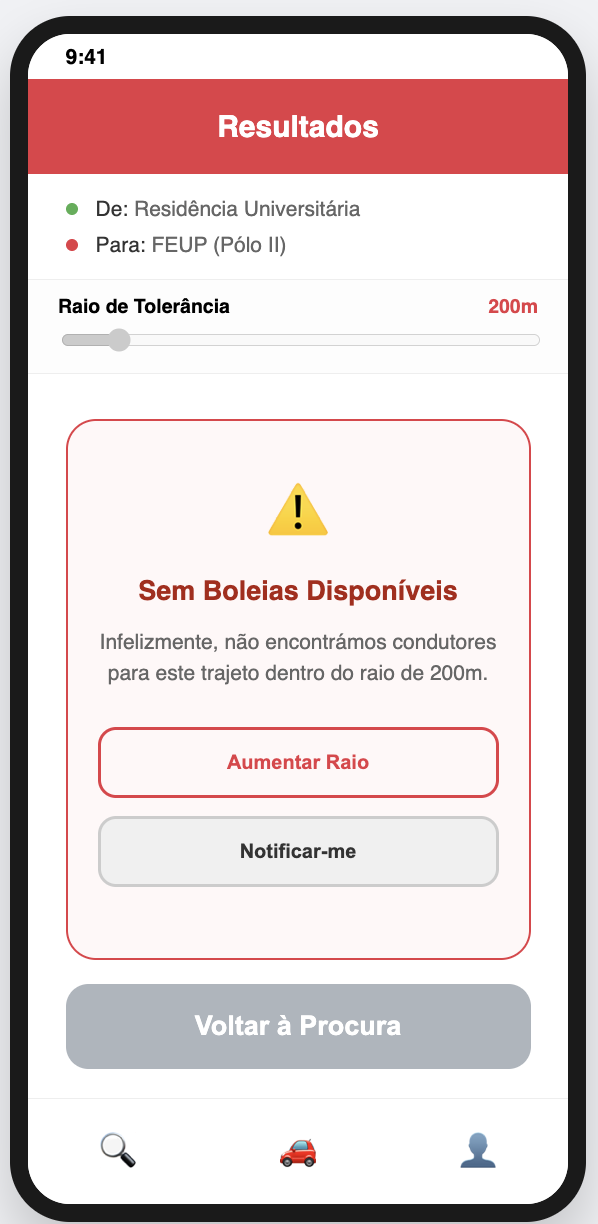 9:41
Resultados
De: Residência Universitária
Para: FEUP (Pólo II)
Raio de Tolerância 200m
Sem Boleias Disponíveis
Infelizmente, não encontrámos condutores
para este trajeto dentro do raio de 200m.
Aumentar Raio
Notificar-me
Voltar à Procura